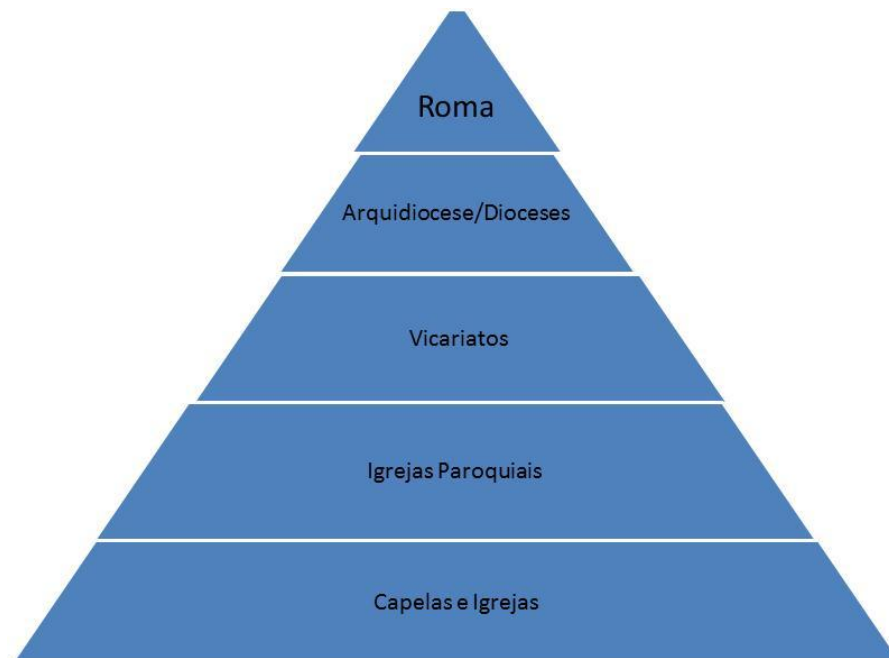 Roma
Arquidiocese/Dioceses
Vicariatos
Igrejas Paroquiais
Capelas e Igrejas